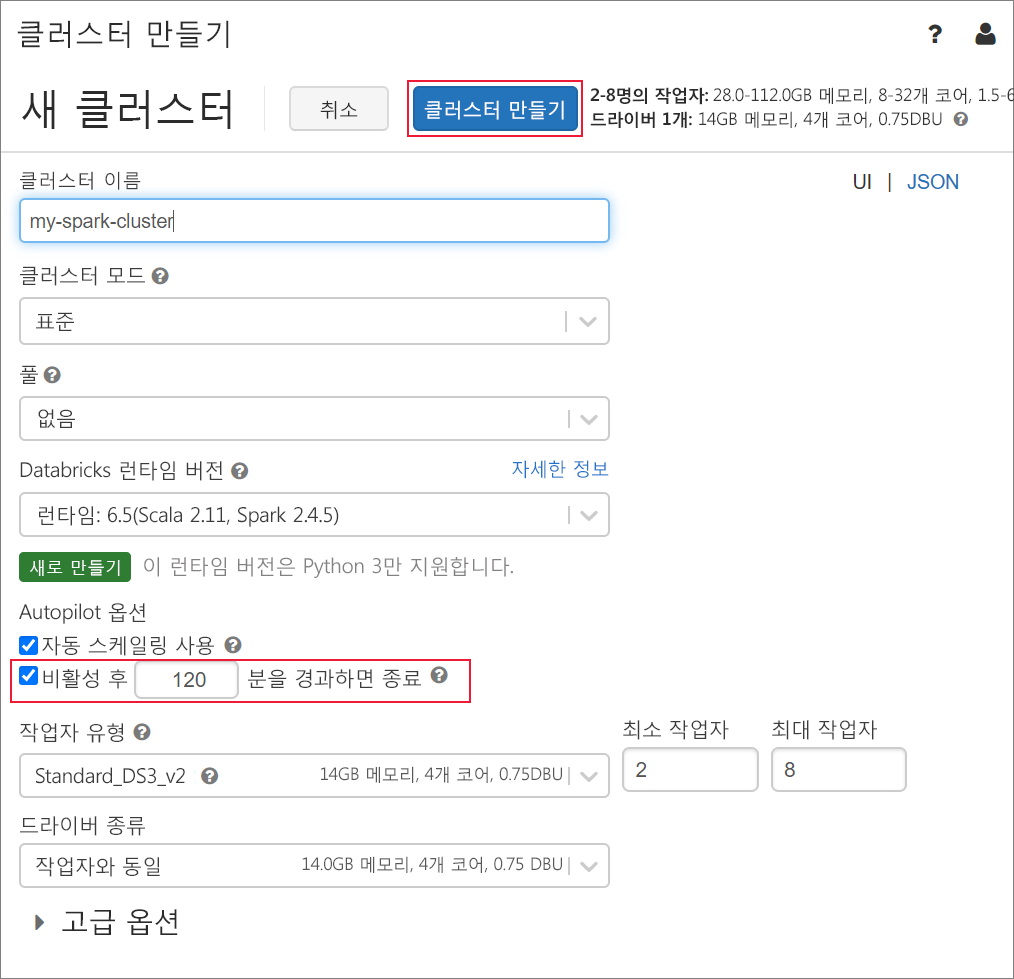 클러스터 만들기
?
새 클러스터
취소
클러스터 만들기
2-8명의 작업자: 28.0-112.0GB 메모리, 8-32개 코어, 1.5-6
드라이버 1개: 14GB 메모리, 4개 코어, 0.75DBU ?
클러스터 이름
UI | JSON
my-spark-cluster
클러스터 모드 ?
표준
풀 ?
없음
Databricks 런타임 버전 ?
자세한 정보
런타임: 6.5(Scala 2.11, Spark 2.4.5)
새로 만들기 이 런타임 버전은 Python 3만 지원합니다.
Autopilot 옵션
자동 스케일링 사용 ?
비활성 후 120 분을 경과하면 종료 ?
작업자 유형 ?
최소 작업자
최대 작업자
Standard_DS3_v2 ? 14GB 메모리, 4개 코어, 0.75DBU
2
8
드라이버 종류
작업자와 동일 14.0GB 메모리, 4개 코어, 0.75 DBU
고급 옵션